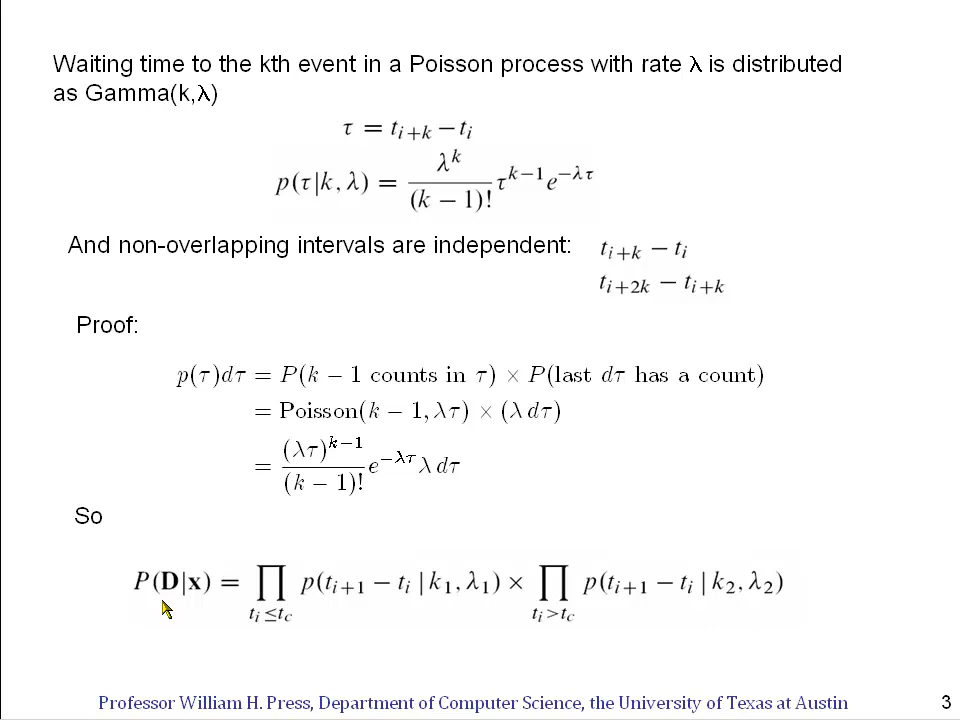 Waiting time to the kth event in a Poisson process with rate λ is distributed
as Gamma(k,λ)
τ = t_{i+k} − t_i
p(τ|k, λ) = \frac{λ^k}{(k − 1)!} τ^{k−1} e^{−λτ}
And non-overlapping intervals are independent: t_{i+k} − t_i
t_{i+2k} − t_{i+k}
Proof:
p(τ)dτ = P(k − 1 counts in τ) × P(last dτ has a count)
= Poisson(k − 1, λτ) × (λ dτ)
= \frac{(λτ)^{k−1}}{(k − 1)!} e^{−λτ} λ dτ
So
P(D|x) = ∏_{t_i≤t_c} p(t_{i+1} − t_i | k_1, λ_1) × ∏_{t_i>t_c} p(t_{i+1} − t_i | k_2, λ_2)
Professor William H. Press, Department of Computer Science, the University of Texas at Austin 3